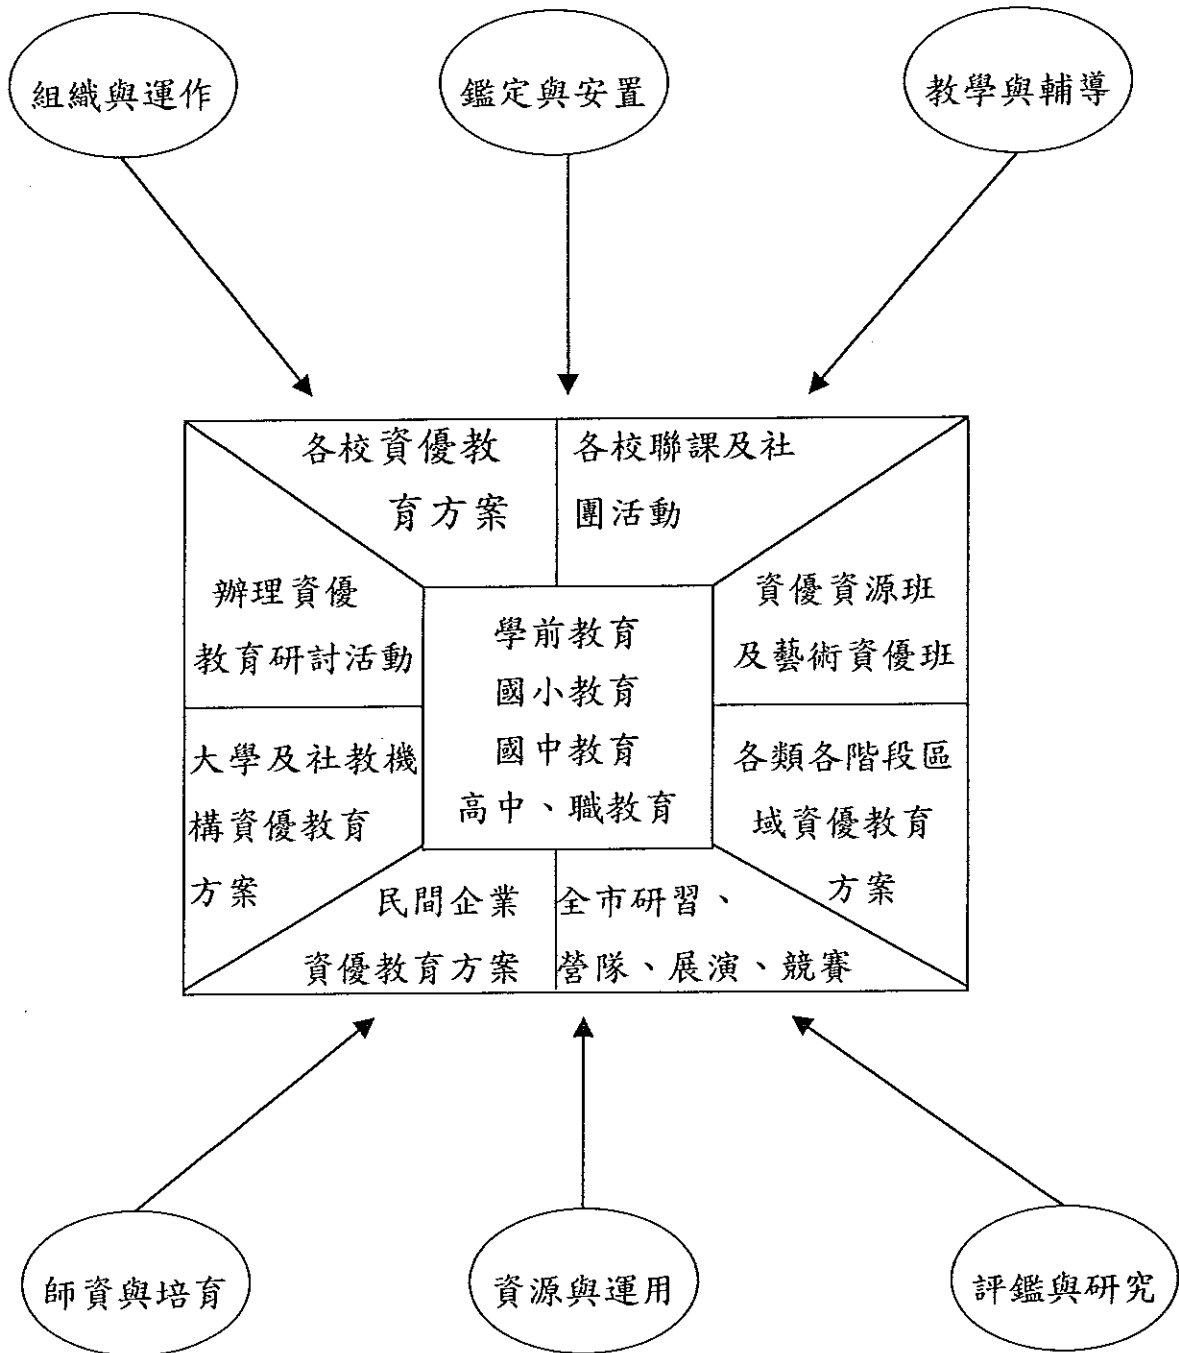 組織與運作
鑑定與安置
教學與輔導
各校資優教
育方案
各校聯課及社
團活動
辦理資優
教育研討活動
資優資源班
及藝術資優班
學前教育
國小教育
國中教育
高中、職教育
大學及社教機
構資優教育
方案
各類各階段區
域資優教育
方案
民間企業
資優教育方案
全市研習、
營隊、展演、競賽
師資與培育
資源與運用
評鑑與研究